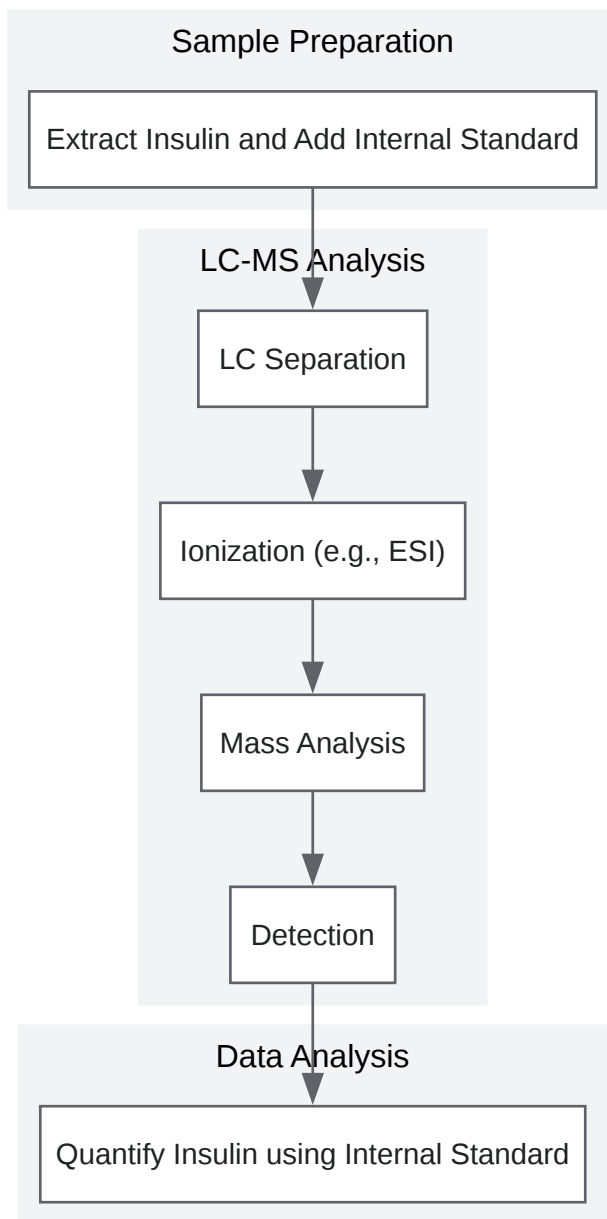 Sample Preparation
Extract Insulin and Add Internal Standard
LC-MS Analysis
LC Separation
Ionization (e.g., ESI)
Mass Analysis
Detection
Data Analysis
Quantify Insulin using Internal Standard